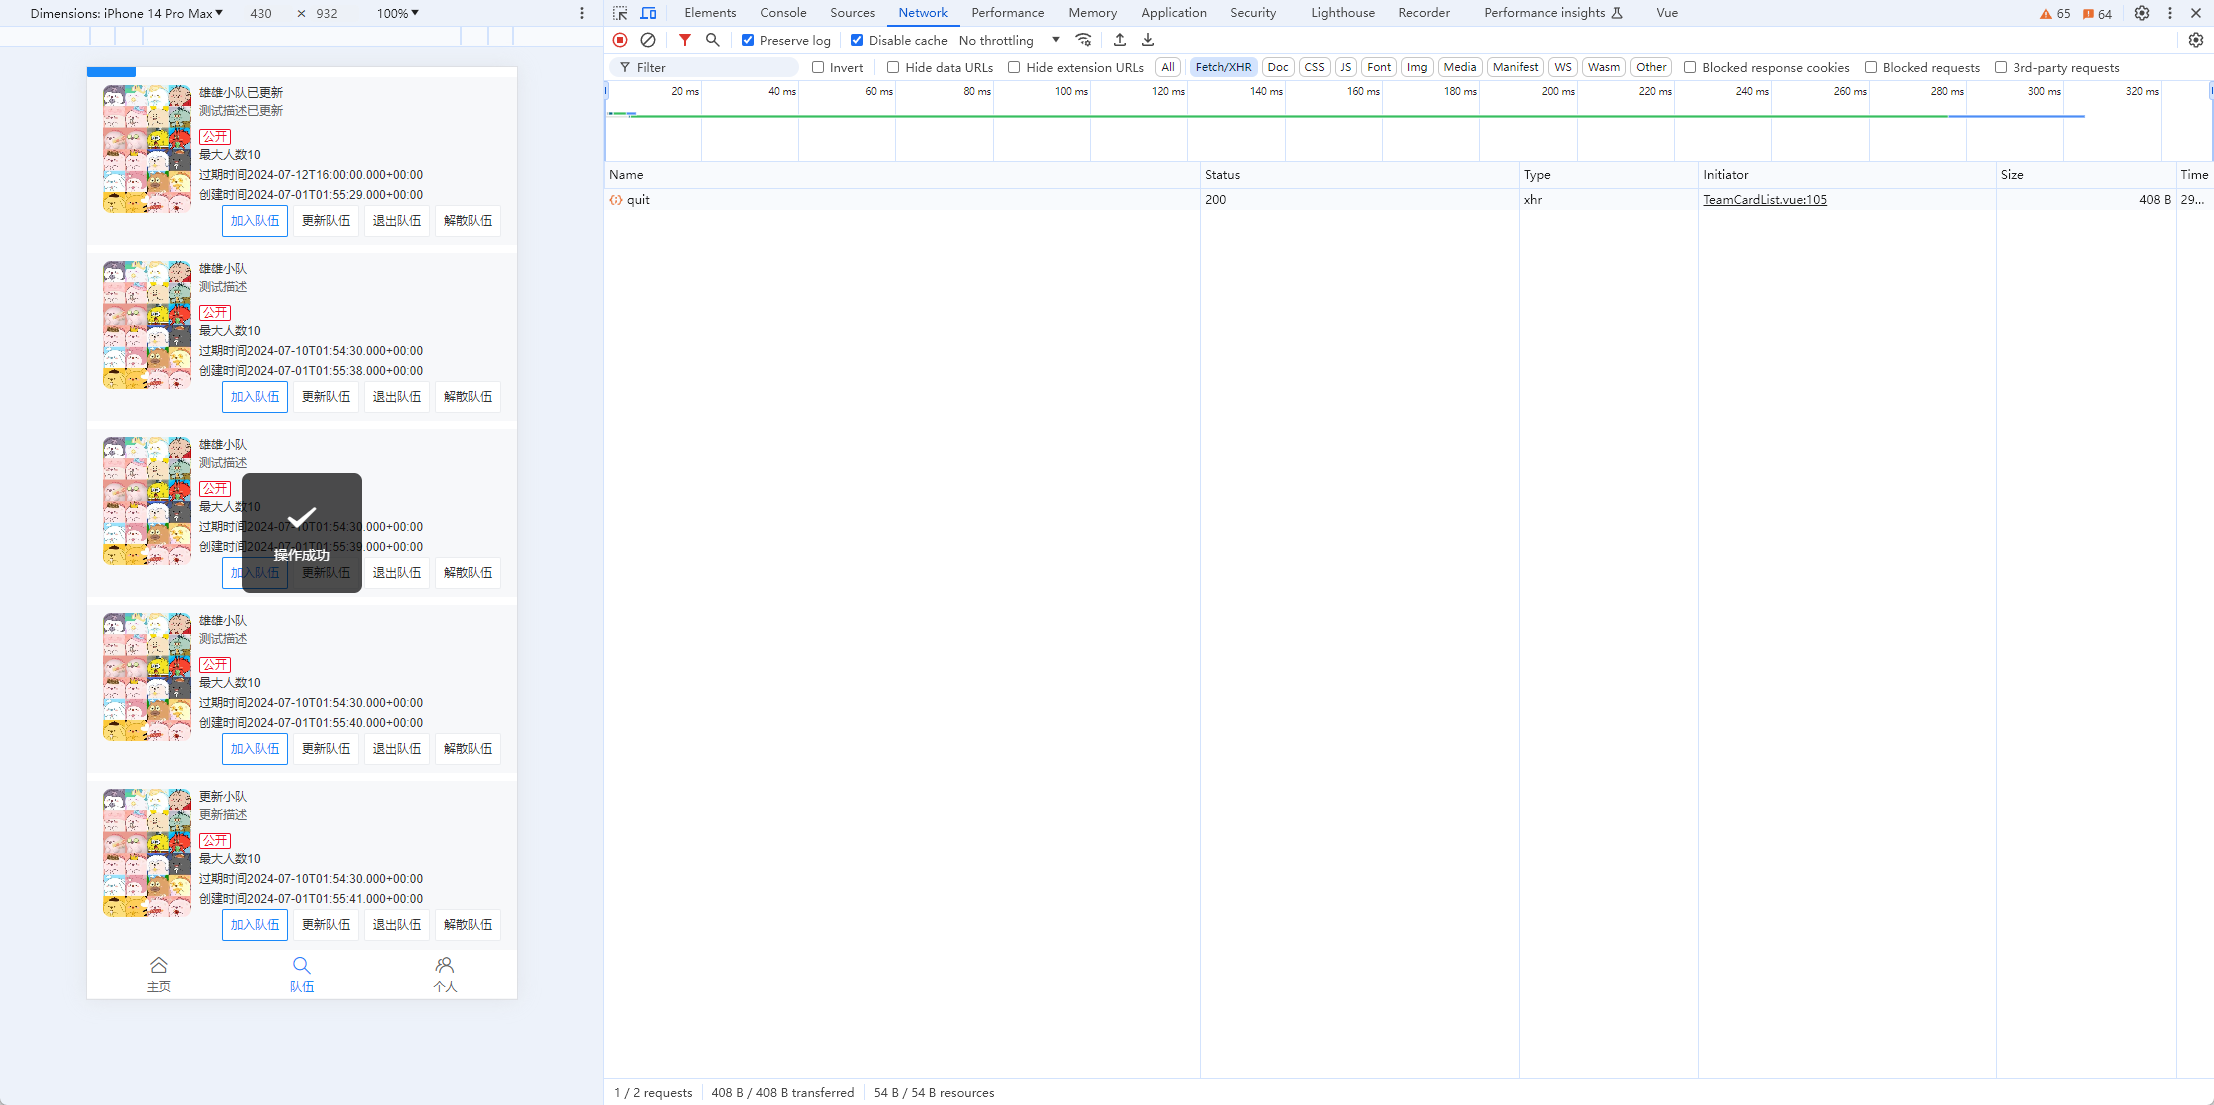 Dimensions: iPhone 14 Pro Max ▼ 430 × 932 100% ▼
Elements Console Sources Network Performance Memory Application Security Lighthouse Recorder Performance insights Vue 65 64
Preserve log Disable cache No throttling ▼
Filter Invert Hide data URLs Hide extension URLs All Fetch/XHR Doc CSS JS Font Img Media Manifest WS Wasm Other Blocked response cookies Blocked requests 3rd-party requests
20 ms 40 ms 60 ms 80 ms 100 ms 120 ms 140 ms 160 ms 180 ms 200 ms 220 ms 240 ms 260 ms 280 ms 300 ms 320 ms
Name Status Type Initiator Size Time
quit 200 xhr TeamCardList.vue:105 408 B 29...
1 / 2 requests 408 B / 408 B transferred 54 B / 54 B resources
雄雄小队已更新
测试描述已更新
公开
最大人数10
过期时间2024-07-12T16:00:00.000+00:00
创建时间2024-07-01T01:55:29.000+00:00
加入队伍 更新队伍 退出队伍 解散队伍
雄雄小队
测试描述
公开
最大人数10
过期时间2024-07-10T01:54:30.000+00:00
创建时间2024-07-01T01:55:38.000+00:00
加入队伍 更新队伍 退出队伍 解散队伍
雄雄小队
测试描述
公开
最大人数10
过期时间2024-07-10T01:54:30.000+00:00
创建时间2024-07-01T01:55:39.000+00:00
操作成功
加入队伍 更新队伍 退出队伍 解散队伍
雄雄小队
测试描述
公开
最大人数10
过期时间2024-07-10T01:54:30.000+00:00
创建时间2024-07-01T01:55:40.000+00:00
加入队伍 更新队伍 退出队伍 解散队伍
更新小队
更新描述
公开
最大人数10
过期时间2024-07-10T01:54:30.000+00:00
创建时间2024-07-01T01:55:41.000+00:00
加入队伍 更新队伍 退出队伍 解散队伍
主页 队伍 个人